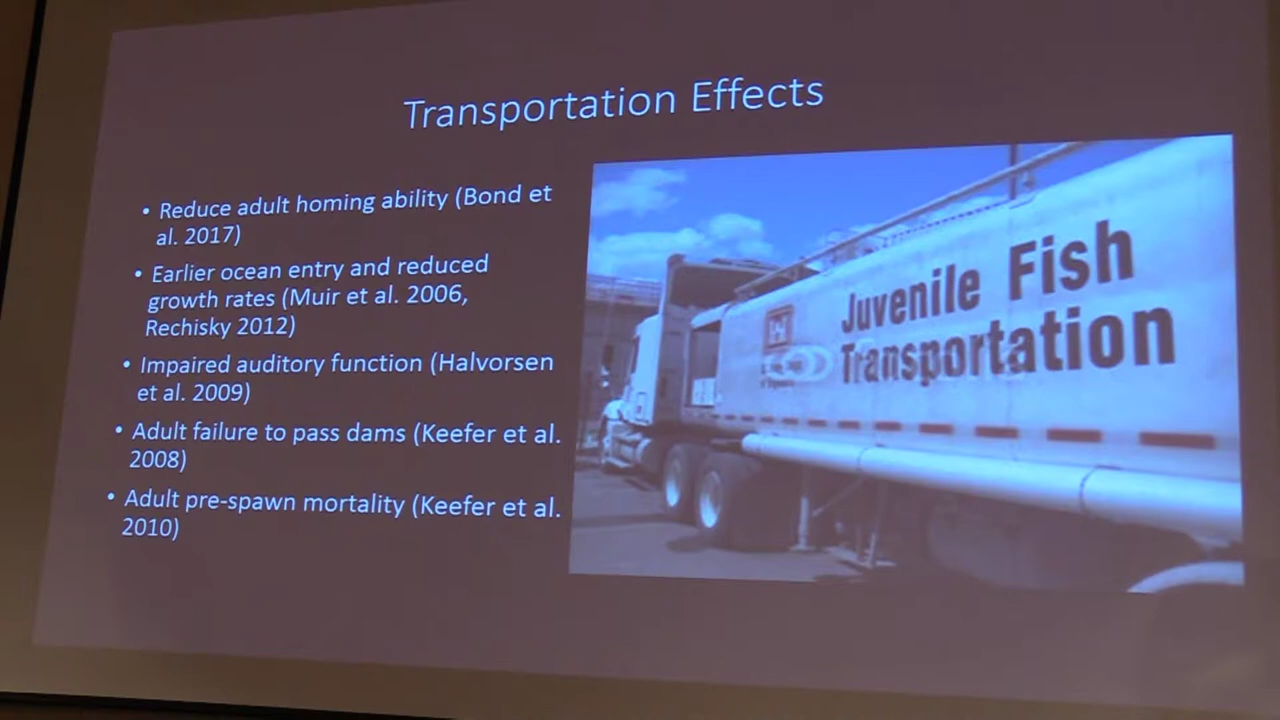 Transportation Effects
• Reduce adult homing ability (Bond et
al. 2017)
• Earlier ocean entry and reduced
growth rates (Muir et al. 2006,
Rechisky 2012)
• Impaired auditory function (Halvorsen
et al. 2009)
• Adult failure to pass dams (Keefer et al.
2008)
• Adult pre-spawn mortality (Keefer et al.
2010)
Juvenile Fish
Transportation